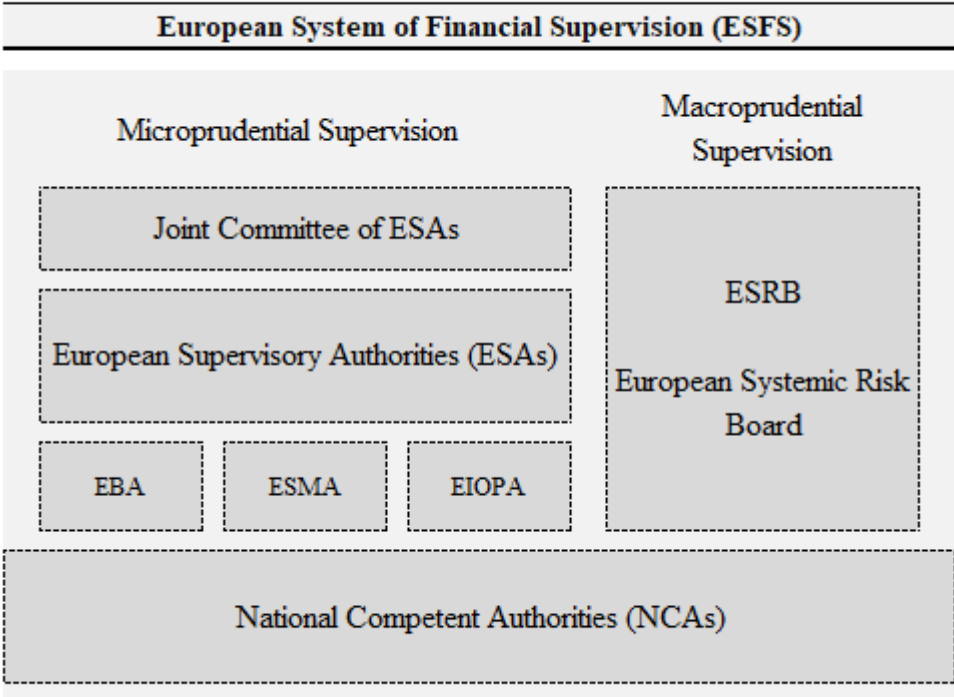 European System of Financial Supervision (ESFS)
Microprudential Supervision
Macroprudential
Supervision
Joint Committee of ESAs
European Supervisory Authorities (ESAs)
EBA
ESMA
EIOPA
ESRB
European Systemic Risk
Board
National Competent Authorities (NCAs)